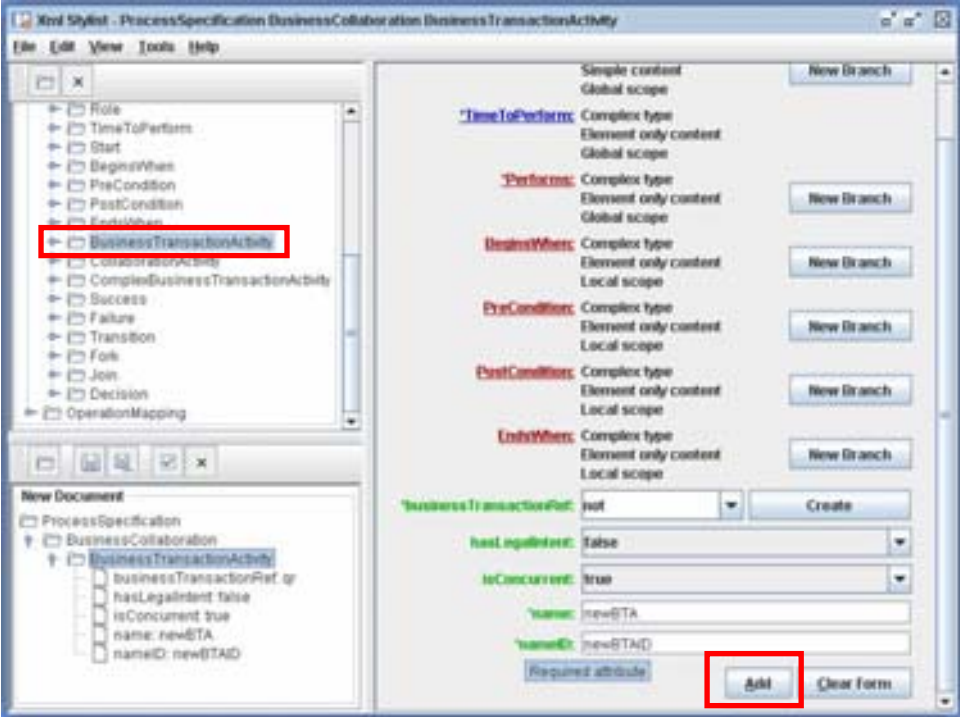 Xml Stylist - ProcessSpecification BusinessCollaboration BusinessTransactionActivity
File Edit View Tools Help
Role
TimeToPerform
Start
BeginsWhen
PreCondition
PostCondition
EndsWhen
BusinessTransactionActivity
CollaborationActivity
ComplexBusinessTransactionActivity
Success
Failure
Transition
Fork
Join
Decision
OperationMapping
New Document
ProcessSpecification
BusinessCollaboration
BusinessTransactionActivity
businessTransactionRef: qr
hasLegalIntent: false
isConcurrent: true
name: newBTA
nameID: newBTAID
Simple content New Branch
Global scope
*TimeToPerform: Complex type
Element only content
Global scope
*Performs: Complex type
Element only content New Branch
Global scope
BeginsWhen: Complex type
Element only content New Branch
Local scope
PreCondition: Complex type
Element only content New Branch
Local scope
PostCondition: Complex type
Element only content New Branch
Local scope
EndsWhen: Complex type
Element only content New Branch
Local scope
*businessTransactionRef: not Create
hasLegalIntent: false
isConcurrent: true
*name: newBTA
*nameID: newBTAID
Required attribute
Add Clear Form